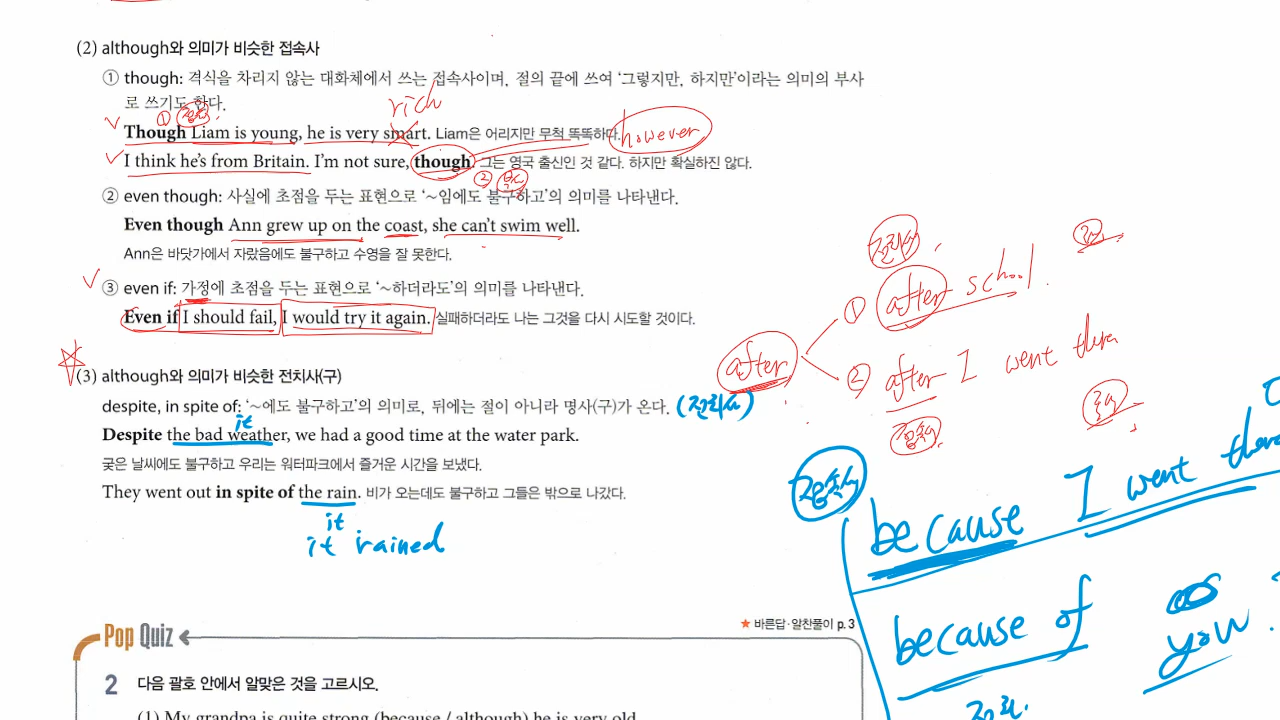 (2) although와 의미가 비슷한 접속사
① though: 격식을 차리지 않는 대화체에서 쓰는 접속사이며, 절의 끝에 쓰여 '그렇지만, 하지만'이라는 의미의 부사
로 쓰기도 한다.
rich
①
Though Liam is young, he is very smart. Liam은 어리지만 무척 똑똑하다.
however
I think he's from Britain. I'm not sure, though. 그는 영국 출신인 것 같다. 하지만 확실하진 않다.
② 부사
② even though: 사실에 초점을 두는 표현으로 '~임에도 불구하고'의 의미를 나타낸다.
Even though Ann grew up on the coast, she can't swim well.
Ann은 바닷가에서 자랐음에도 불구하고 수영을 잘 못한다.
③ even if: 가정에 초점을 두는 표현으로 '~하더라도'의 의미를 나타낸다.
Even if I should fail, I would try it again. 실패하더라도 나는 그것을 다시 시도할 것이다.
(3) although와 의미가 비슷한 전치사(구)
despite, in spite of: '~에도 불구하고'의 의미로, 뒤에는 절이 아니라 명사(구)가 온다. (전치사)
it
Despite the bad weather, we had a good time at the water park.
궂은 날씨에도 불구하고 우리는 워터파크에서 즐거운 시간을 보냈다.
They went out in spite of the rain. 비가 오는데도 불구하고 그들은 밖으로 나갔다.
it
it rained
전치사
① after school
after
② after I went there
접속사
접속사
because I went there
because of you
전치
Pop Quiz
★ 바른답·알찬풀이 p. 3
2 다음 괄호 안에서 알맞은 것을 고르시오.
(1) My grandpa is quite strong (because / although) he is very old.